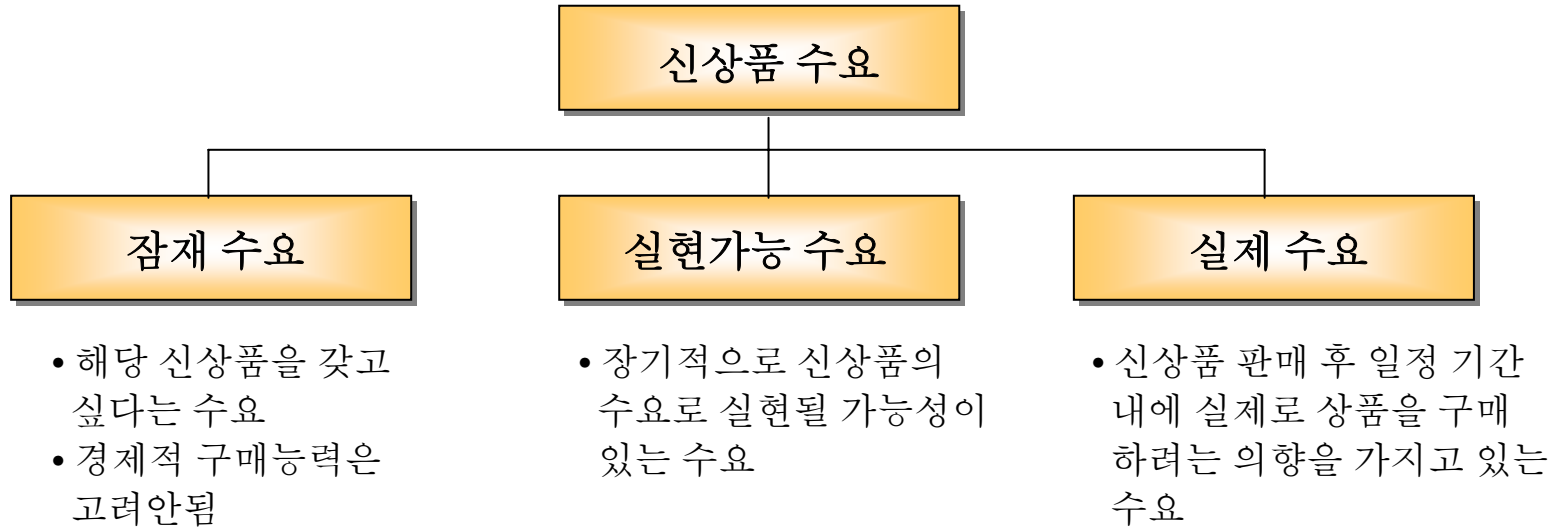 신상품 수요
잠재 수요
• 해당 신상품을 갖고
싶다는 수요
• 경제적 구매능력은
고려안됨
실현가능 수요
• 장기적으로 신상품의
수요로 실현될 가능성이
있는 수요
실제 수요
• 신상품 판매 후 일정 기간
내에 실제로 상품을 구매
하려는 의향을 가지고 있는
수요